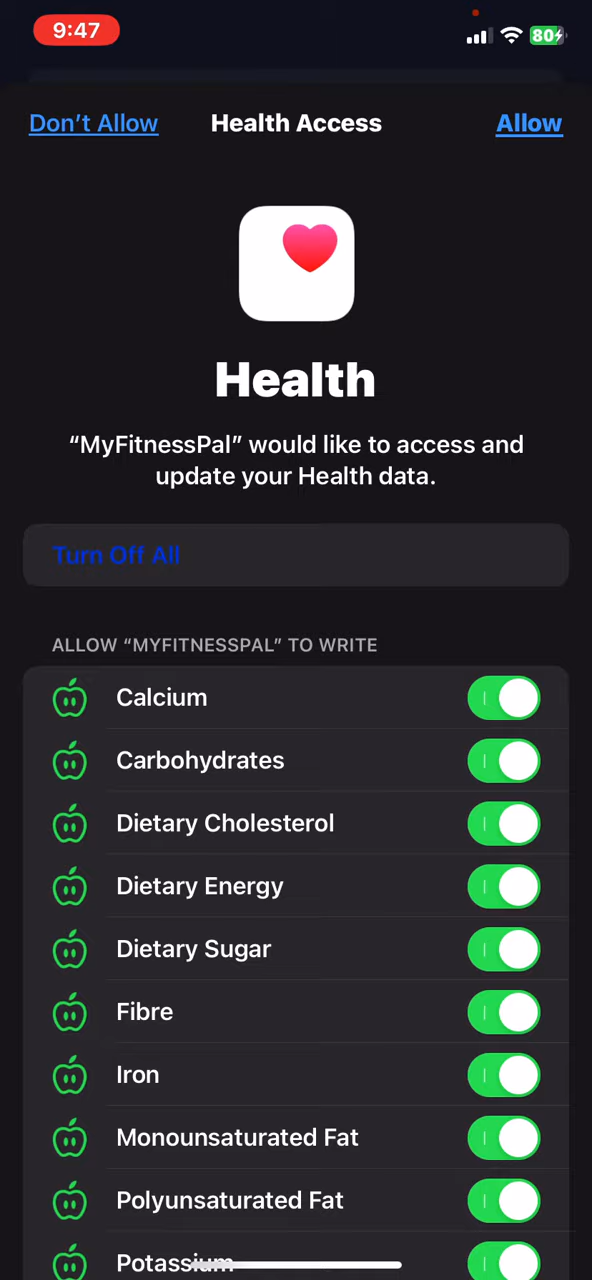 9:47
80
Don’t Allow
Health Access
Allow
Health
“MyFitnessPal” would like to access and
update your Health data.
Turn Off All
ALLOW “MYFITNESSPAL” TO WRITE
Calcium
Carbohydrates
Dietary Cholesterol
Dietary Energy
Dietary Sugar
Fibre
Iron
Monounsaturated Fat
Polyunsaturated Fat
Potassium